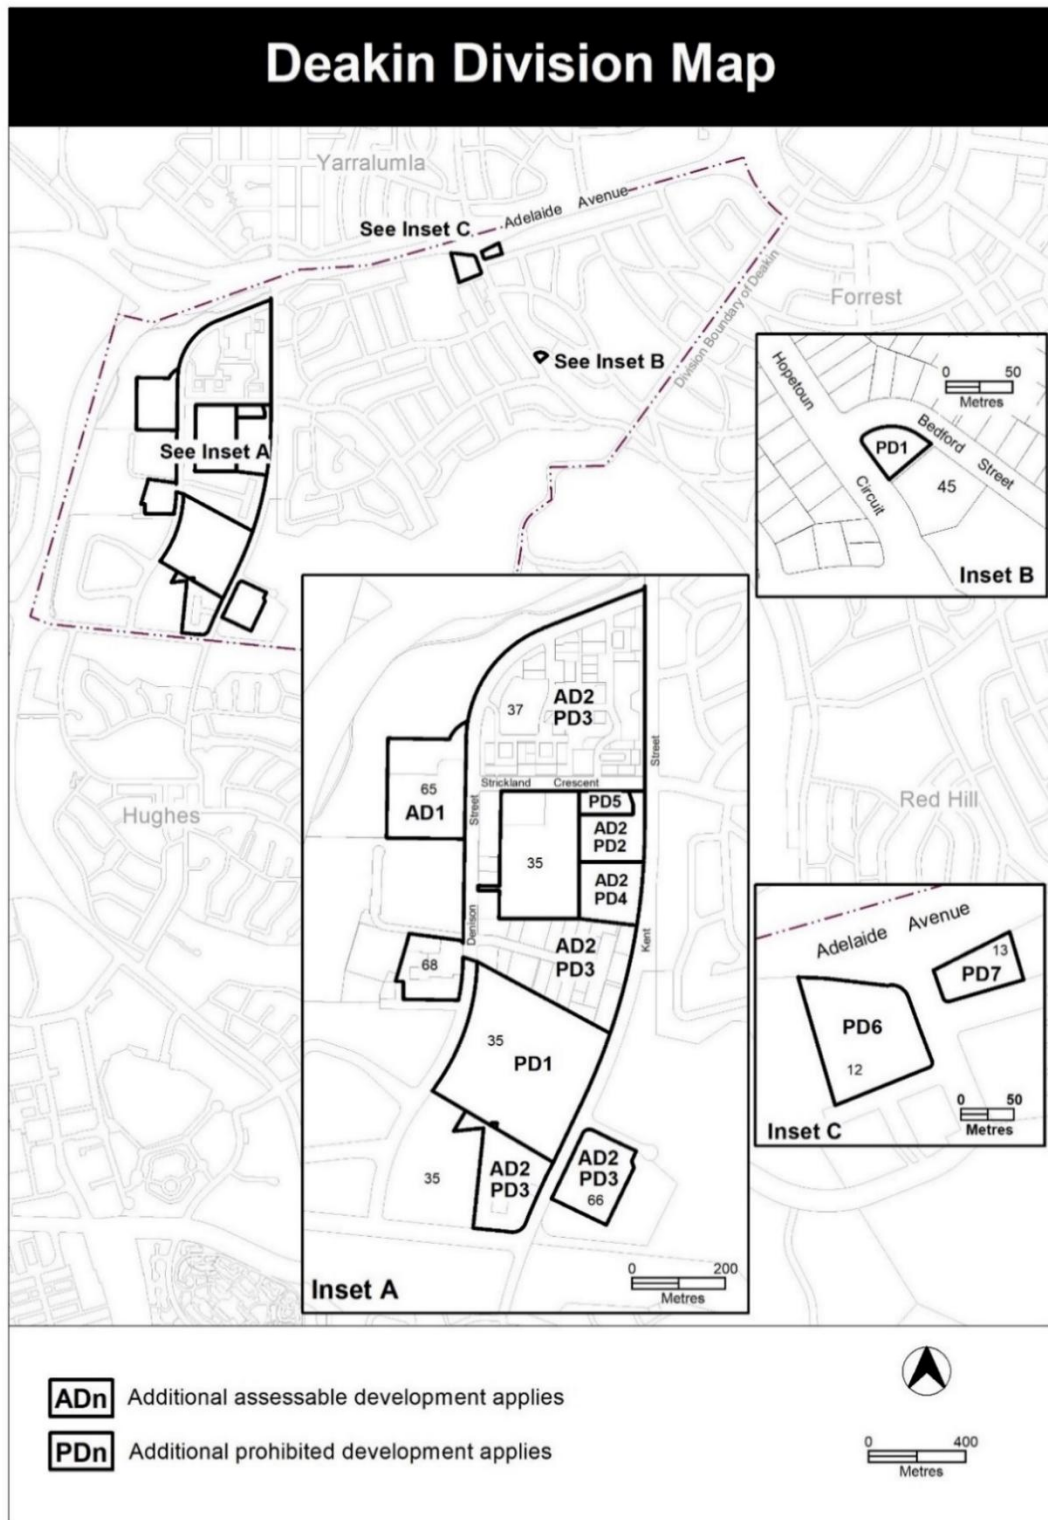 Deakin Division Map
Yarralumla
See Inset C
Adelaide Avenue
Division Boundary of Deakin
Forrest
See Inset B
See Inset A
Hughes
Red Hill
Hopetoun
Circuit
0 50
Metres
Bedford
Street
PD1
45
Inset B
AD2
PD3
37
Street
Strickland Crescent
65
AD1
Street
PD5
AD2
PD2
35
AD2
PD4
Denison
Kent
AD2
PD3
68
35
PD1
35
AD2
PD3
AD2
PD3
66
0 200
Metres
Inset A
Adelaide Avenue
13
PD7
PD6
12
0 50
Metres
Inset C
ADn Additional assessable development applies
PDn Additional prohibited development applies
0 400
Metres